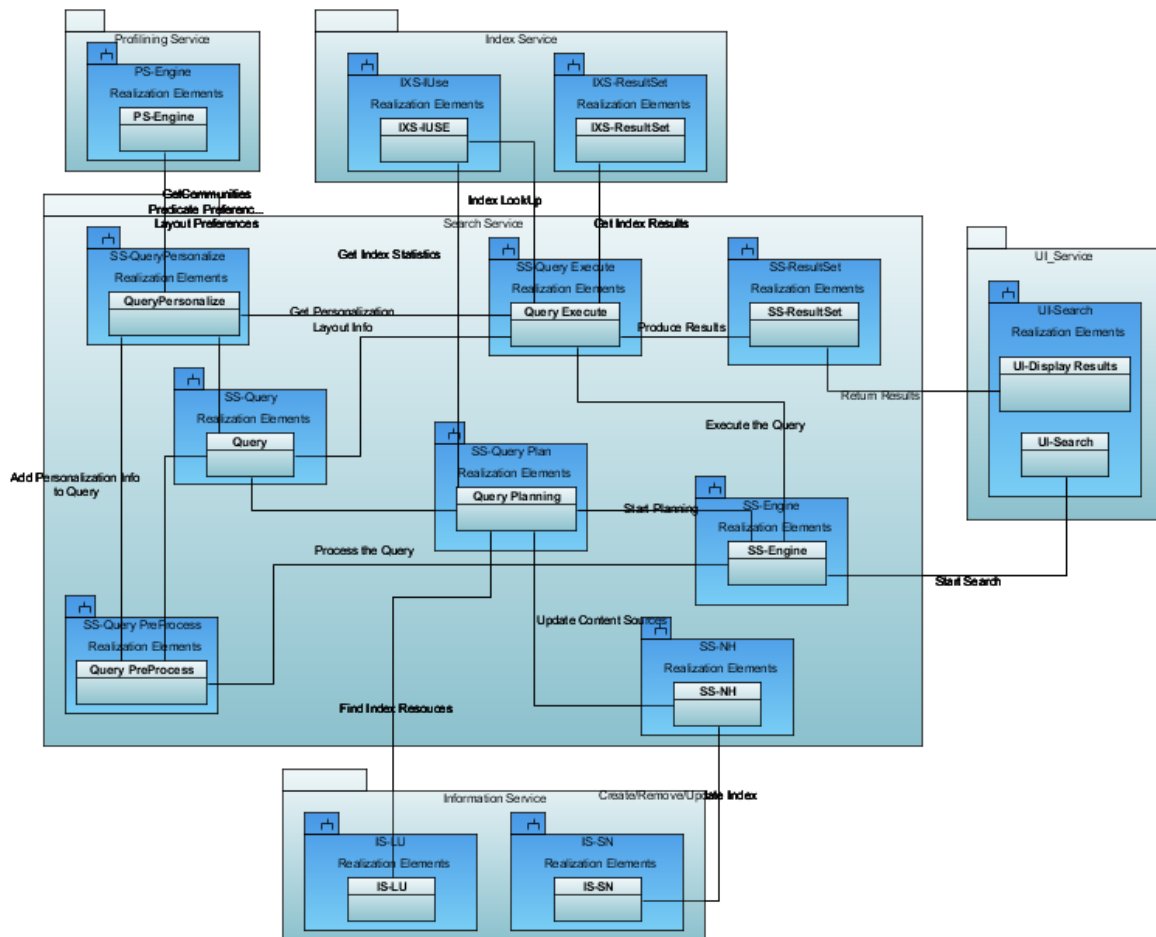 Profilining Service
PS-Engine
Realization Elements
PS-Engine
Index Service
IXS-IUse
Realization Elements
IXS-IUSE
IXS-ResultSet
Realization Elements
IXS-ResultSet
GetCommunities
Predicate Preferenc...
Layout Preferences
Index LookUp
Get Index Results
Search Service
Get Index Statistics
SS-QueryPersonalize
Realization Elements
QueryPersonalize
SS-Query Execute
Realization Elements
Query Execute
SS-ResultSet
Realization Elements
SS-ResultSet
UI_Service
UI-Search
Realization Elements
UI-Display Results
UI-Search
Get Personalization
Layout Info
Produce Results
Return Results
SS-Query
Realization Elements
Query
Execute the Query
SS-Query Plan
Realization Elements
Query Planning
Add Personalization Info
to Query
Start Planning
SS-Engine
Realization Elements
SS-Engine
Process the Query
Start Search
SS-Query PreProcess
Realization Elements
Query PreProcess
Update Content Sources
SS-NH
Realization Elements
SS-NH
Find Index Resouces
Information Service
Create/Remove/Update Index
IS-LU
Realization Elements
IS-LU
IS-SN
Realization Elements
IS-SN